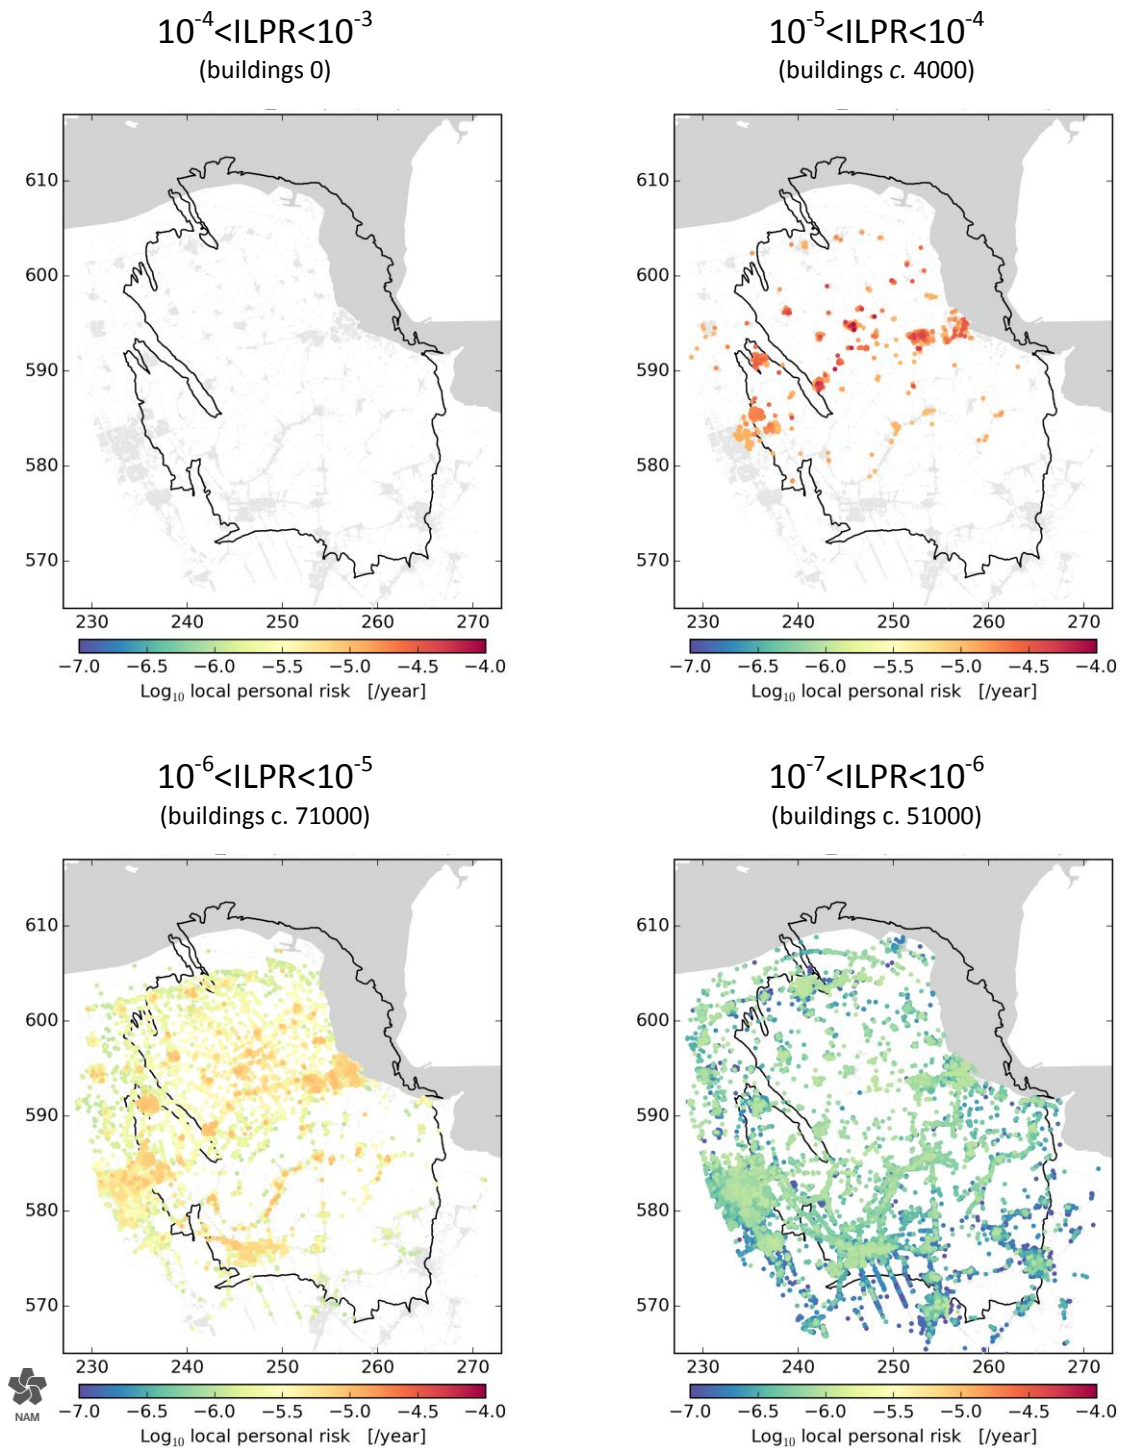 10^-4<ILPR<10^-3
(buildings 0)
610
600
590
580
570
230 240 250 260 270
−7.0 −6.5 −6.0 −5.5 −5.0 −4.5 −4.0
Log10 local personal risk [/year]
10^-5<ILPR<10^-4
(buildings c. 4000)
610
600
590
580
570
230 240 250 260 270
−7.0 −6.5 −6.0 −5.5 −5.0 −4.5 −4.0
Log10 local personal risk [/year]
10^-6<ILPR<10^-5
(buildings c. 71000)
610
600
590
580
570
230 240 250 260 270
−7.0 −6.5 −6.0 −5.5 −5.0 −4.5 −4.0
Log10 local personal risk [/year]
10^-7<ILPR<10^-6
(buildings c. 51000)
610
600
590
580
570
230 240 250 260 270
−7.0 −6.5 −6.0 −5.5 −5.0 −4.5 −4.0
Log10 local personal risk [/year]
NAM